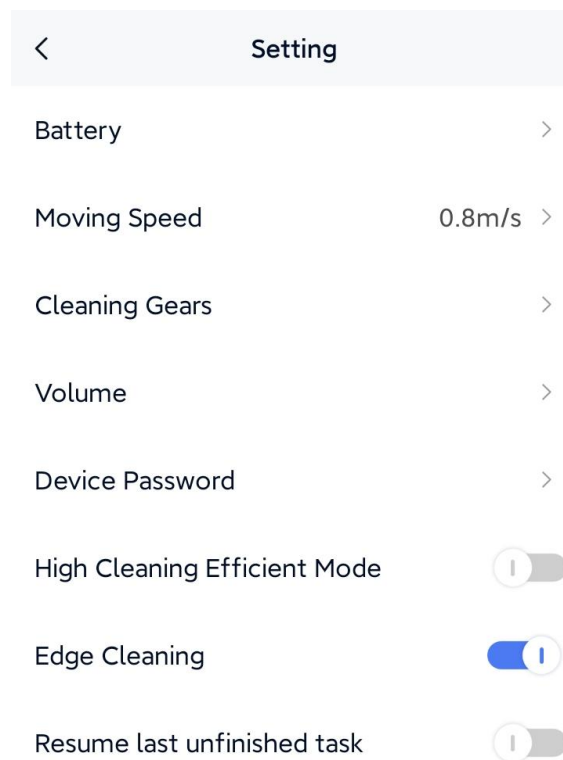 Setting
Battery
Moving Speed 0.8m/s
Cleaning Gears
Volume
Device Password
High Cleaning Efficient Mode
Edge Cleaning
Resume last unfinished task